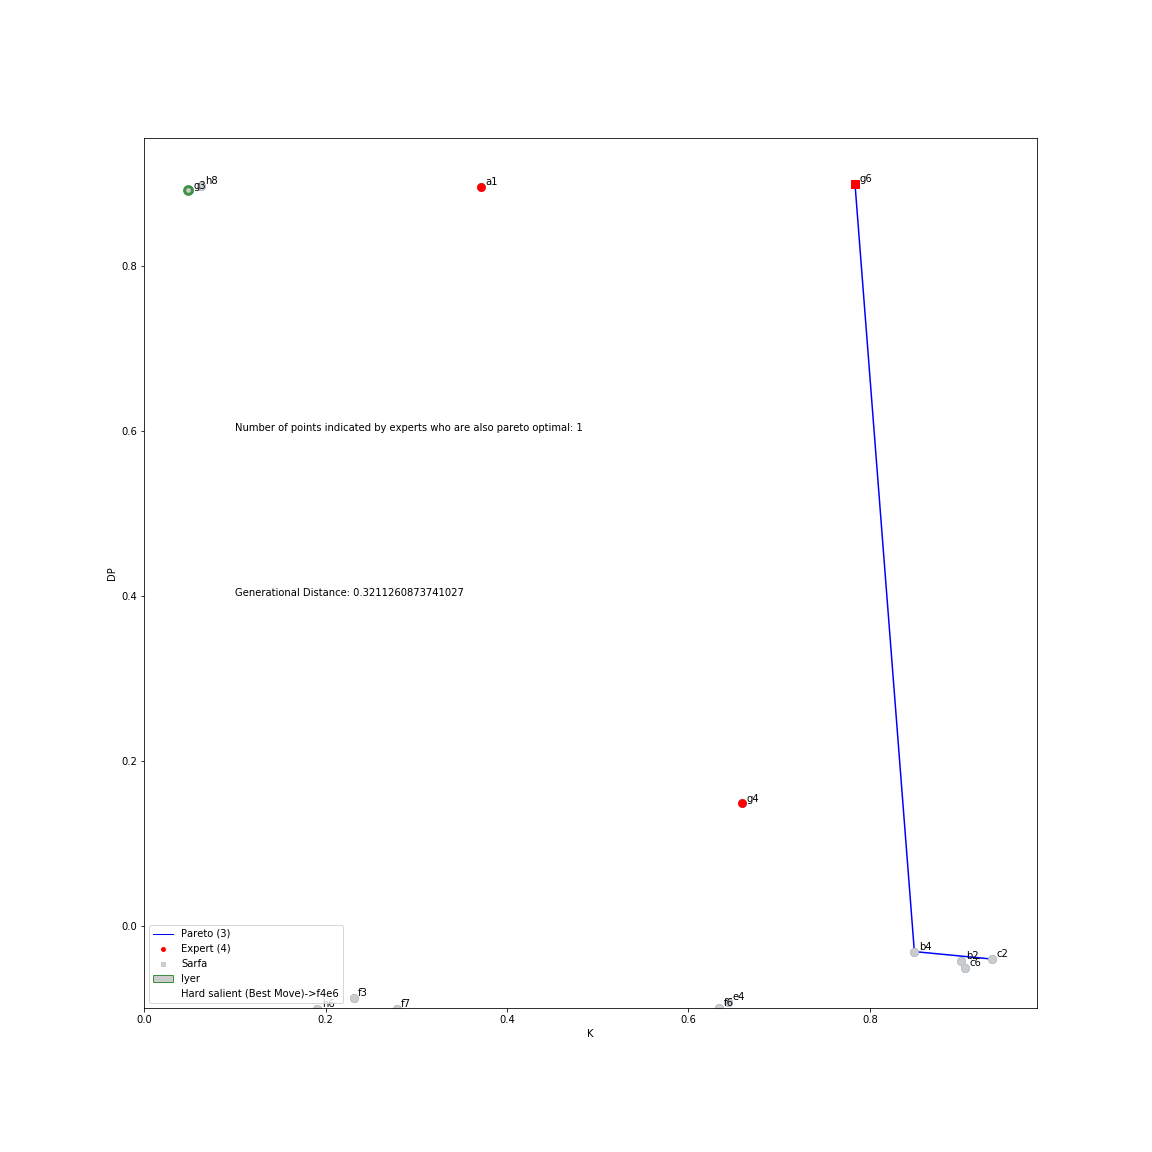 h8
g3
a1
g6
0.8
0.6
Number of points indicated by experts who are also pareto optimal: 1
DP
0.4
Generational Distance: 0.3211260873741027
0.2
g4
0.0
b4
b2
c2
c6
Pareto (3)
Expert (4)
Sarfa
Iyer
Hard salient (Best Move)->f4e6
f3
f7
e4
f6
0.0
0.2
0.4
0.6
0.8
K